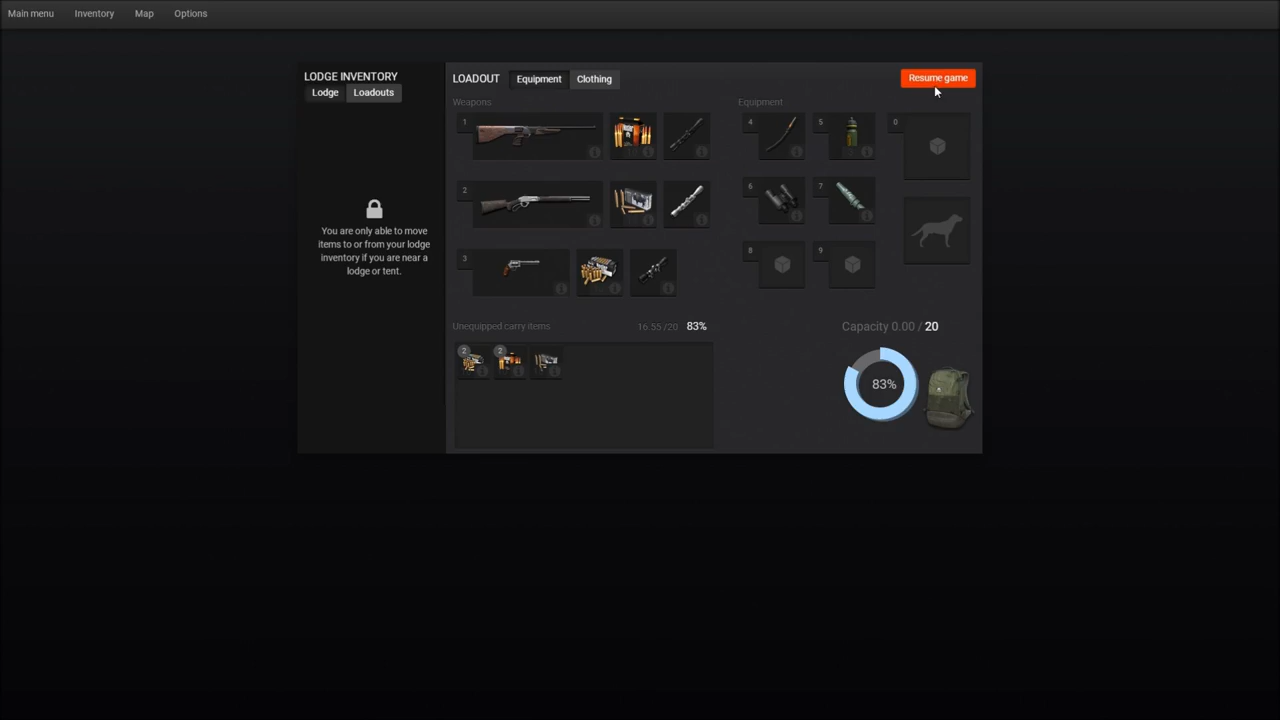 Main menu Inventory Map Options
LODGE INVENTORY
Lodge Loadouts
You are only able to move
items to or from your lodge
inventory if you are near a
lodge or tent.
LOADOUT Equipment Clothing
Resume game
Weapons
1
2
3
Equipment
4 5 0
6 7
8 9
Unequipped carry items 16.55/20 83%
2 2
Capacity 0.00 / 20
83%